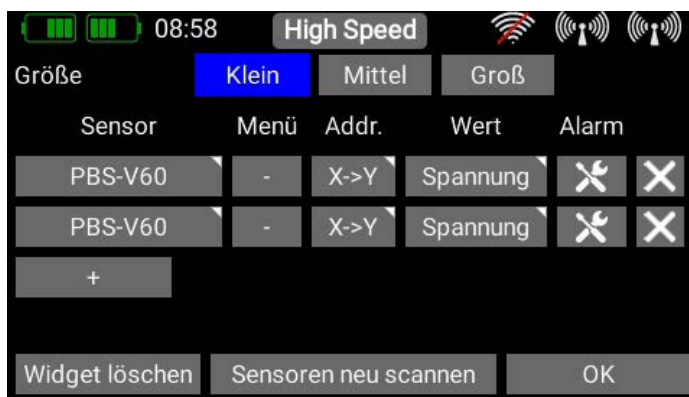 08:58 High Speed
Größe Klein Mittel Groß
Sensor Menü Addr. Wert Alarm
PBS-V60 - X->Y Spannung
PBS-V60 - X->Y Spannung
+
Widget löschen Sensoren neu scannen OK